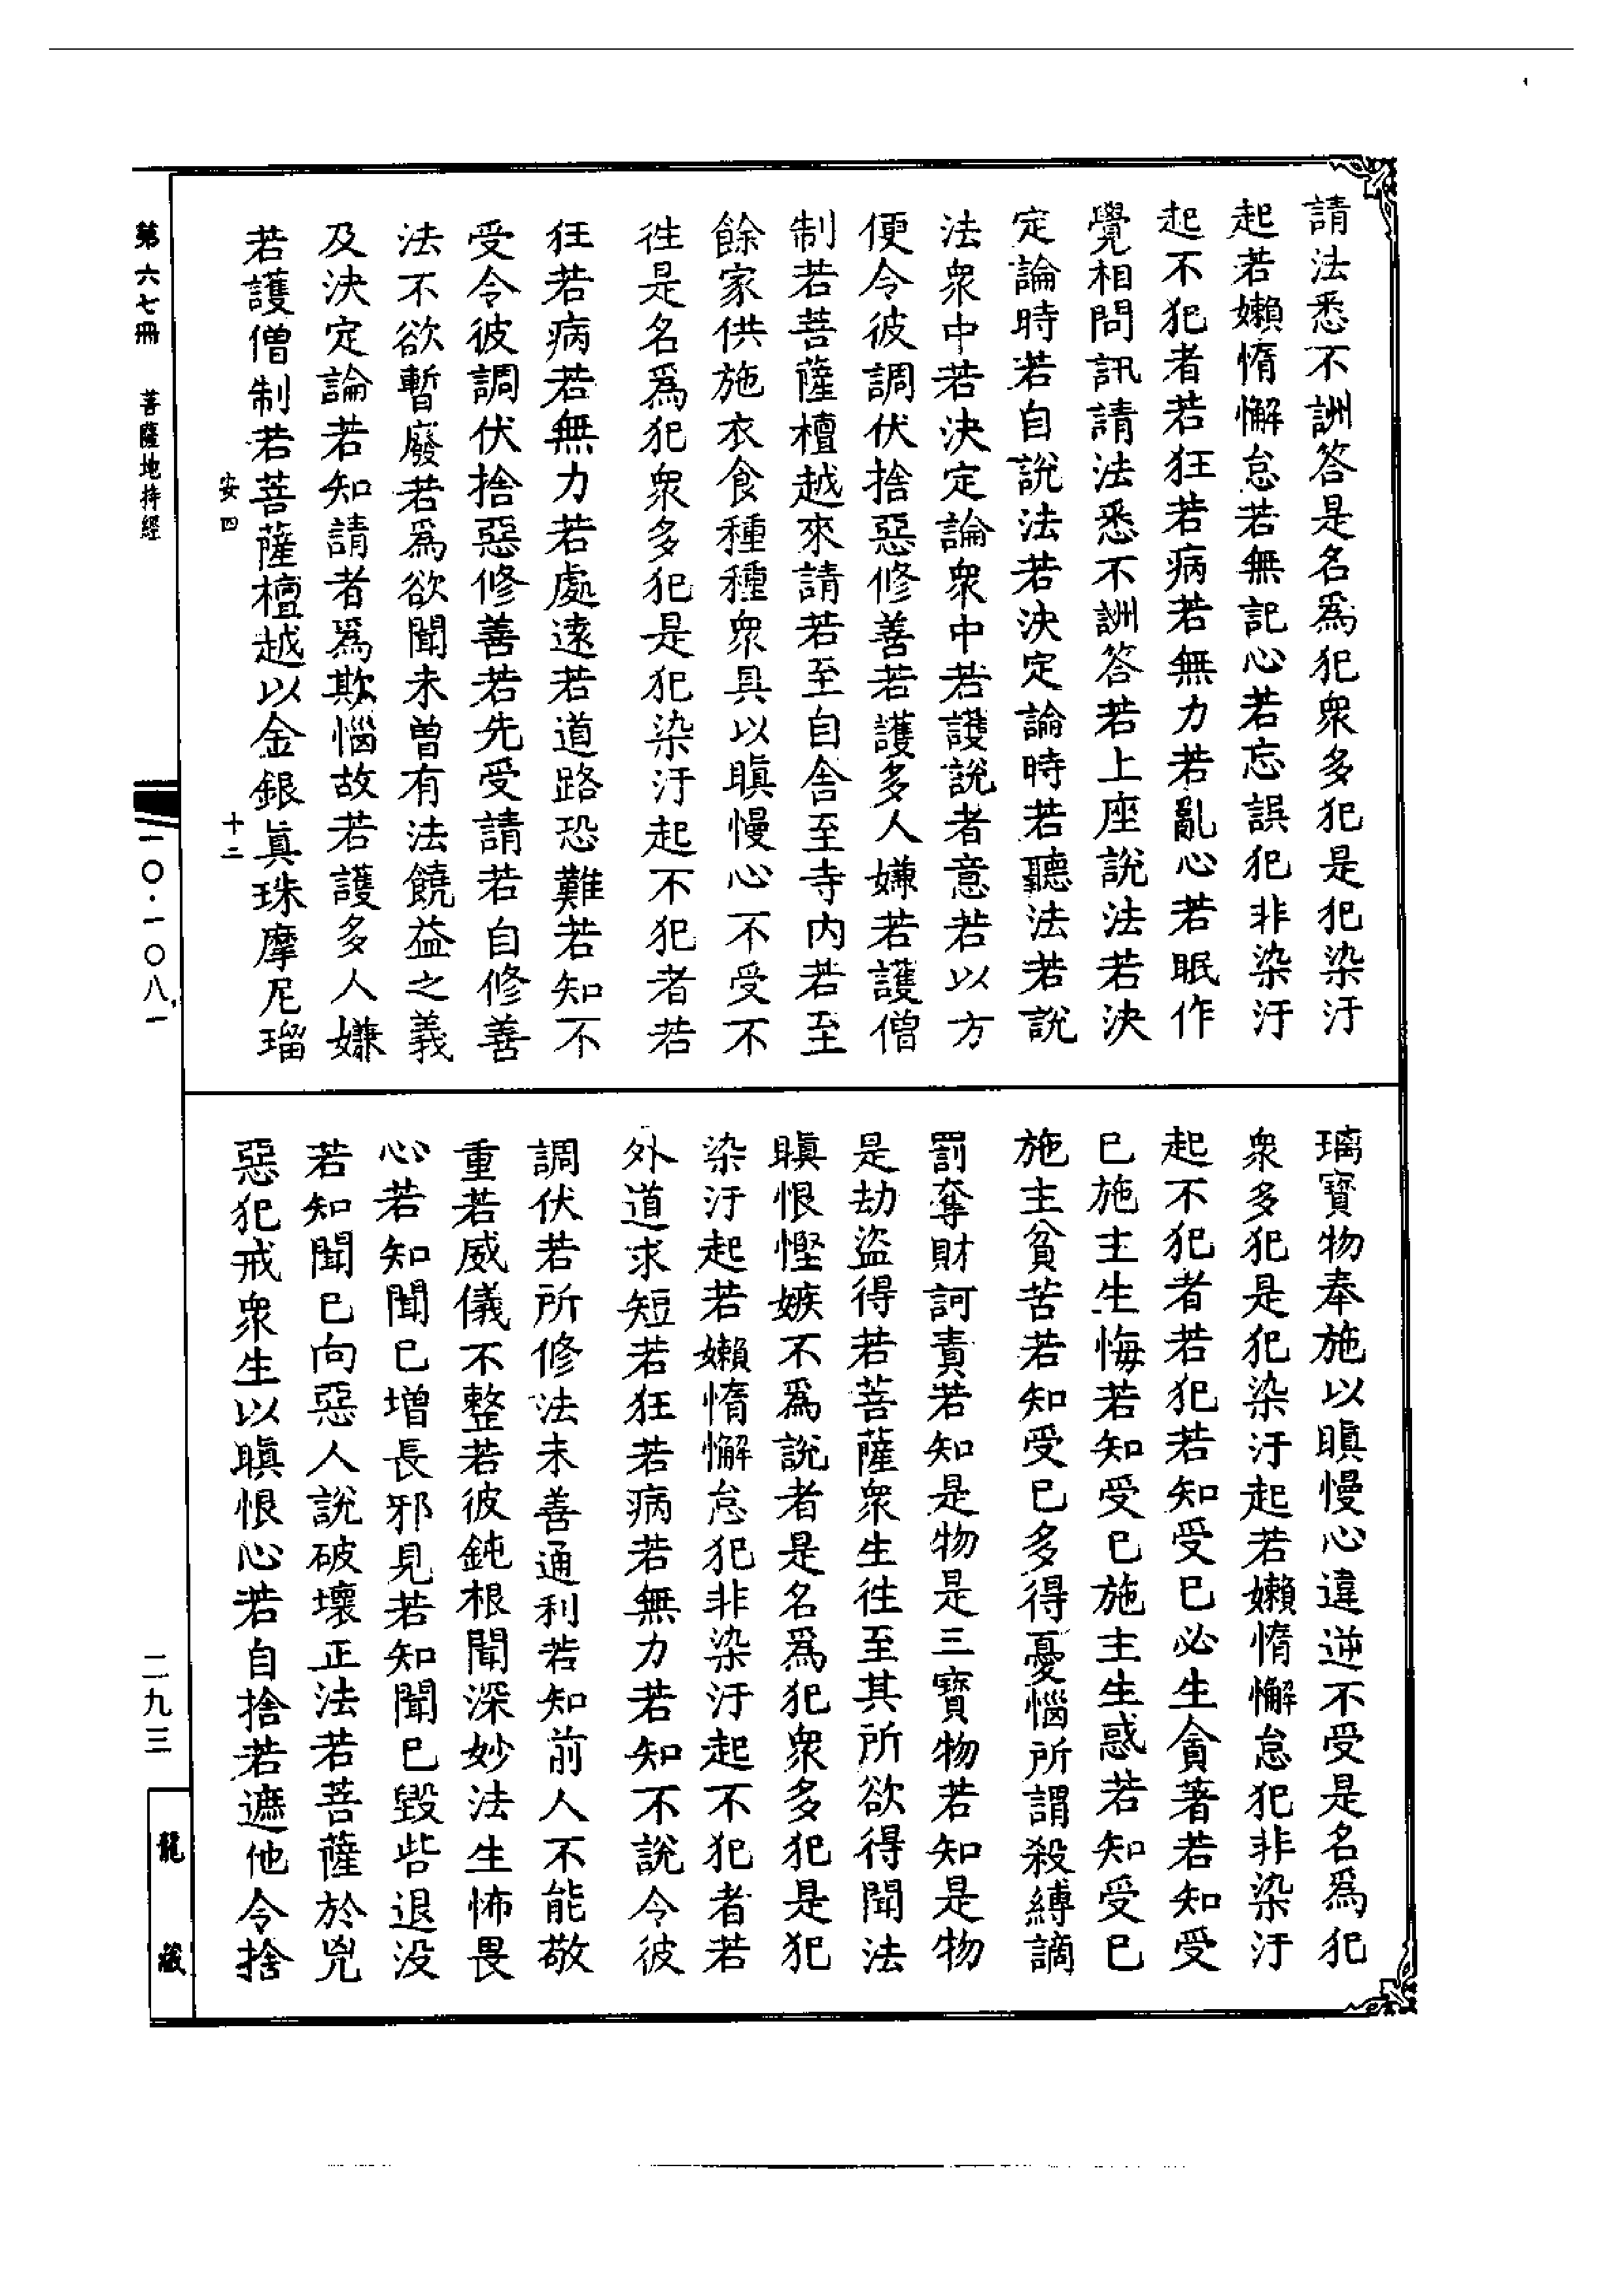 請法悉不詶答是名爲犯衆多犯是犯染汙
起若嬾惰懈怠若無記心若忘誤犯非染汙
起不犯者若狂若病若無力若亂心若眠作
覺相問訊請法悉不詶答若上座說法若決
定論時若自說法若決定論時若聽法若說
法衆中若決定論衆中若護說者意若以方
便令彼調伏捨惡修善若護多人嫌若護僧
制若菩薩檀越來請若至自舍至寺内若至
餘家供施衣食種種衆具以瞋慢心不受不
往是名爲犯衆多犯是犯染汙起不犯者若
狂若病若無力若處遠若道路恐難若知不
受令彼調伏捨惡修善若先受請若自修善
法不欲暫廢若爲欲聞未曾有法饒益之義
及決定論若知請者爲欺惱故若護多人嫌
若護僧制若菩薩檀越以金銀真珠摩尼瑠
安四 十二
璃寶物奉施以瞋慢心違逆不受是名爲犯
衆多犯是犯染汙起若嬾惰懈怠犯非染汙
起不犯者若犯若知受已必生貪著若知受
已施主生悔若知受已施主生惑若知受已
施主貧苦若知受已多得憂惱所謂殺縛謫
罰奪財訶責若知是物是三寶物若知是物
是劫盜得若菩薩衆生往至其所欲得聞法
瞋恨慳嫉不爲說者是名爲犯衆多犯是犯
染汙起若嬾惰懈怠犯非染汙起不犯者若
外道求短若狂若病若無力若知不說令彼
調伏若所修法未善通利若知前人不能敬
重若威儀不整若彼鈍根聞深妙法生怖畏
心若知聞已增長邪見若知聞已毀呰退没
若知聞已向惡人說破壞正法若菩薩於兇
惡犯戒衆生以瞋恨心若自捨若遮他令捨
第六七冊 菩薩地持經
一〇·一〇八一
二九三
龍藏